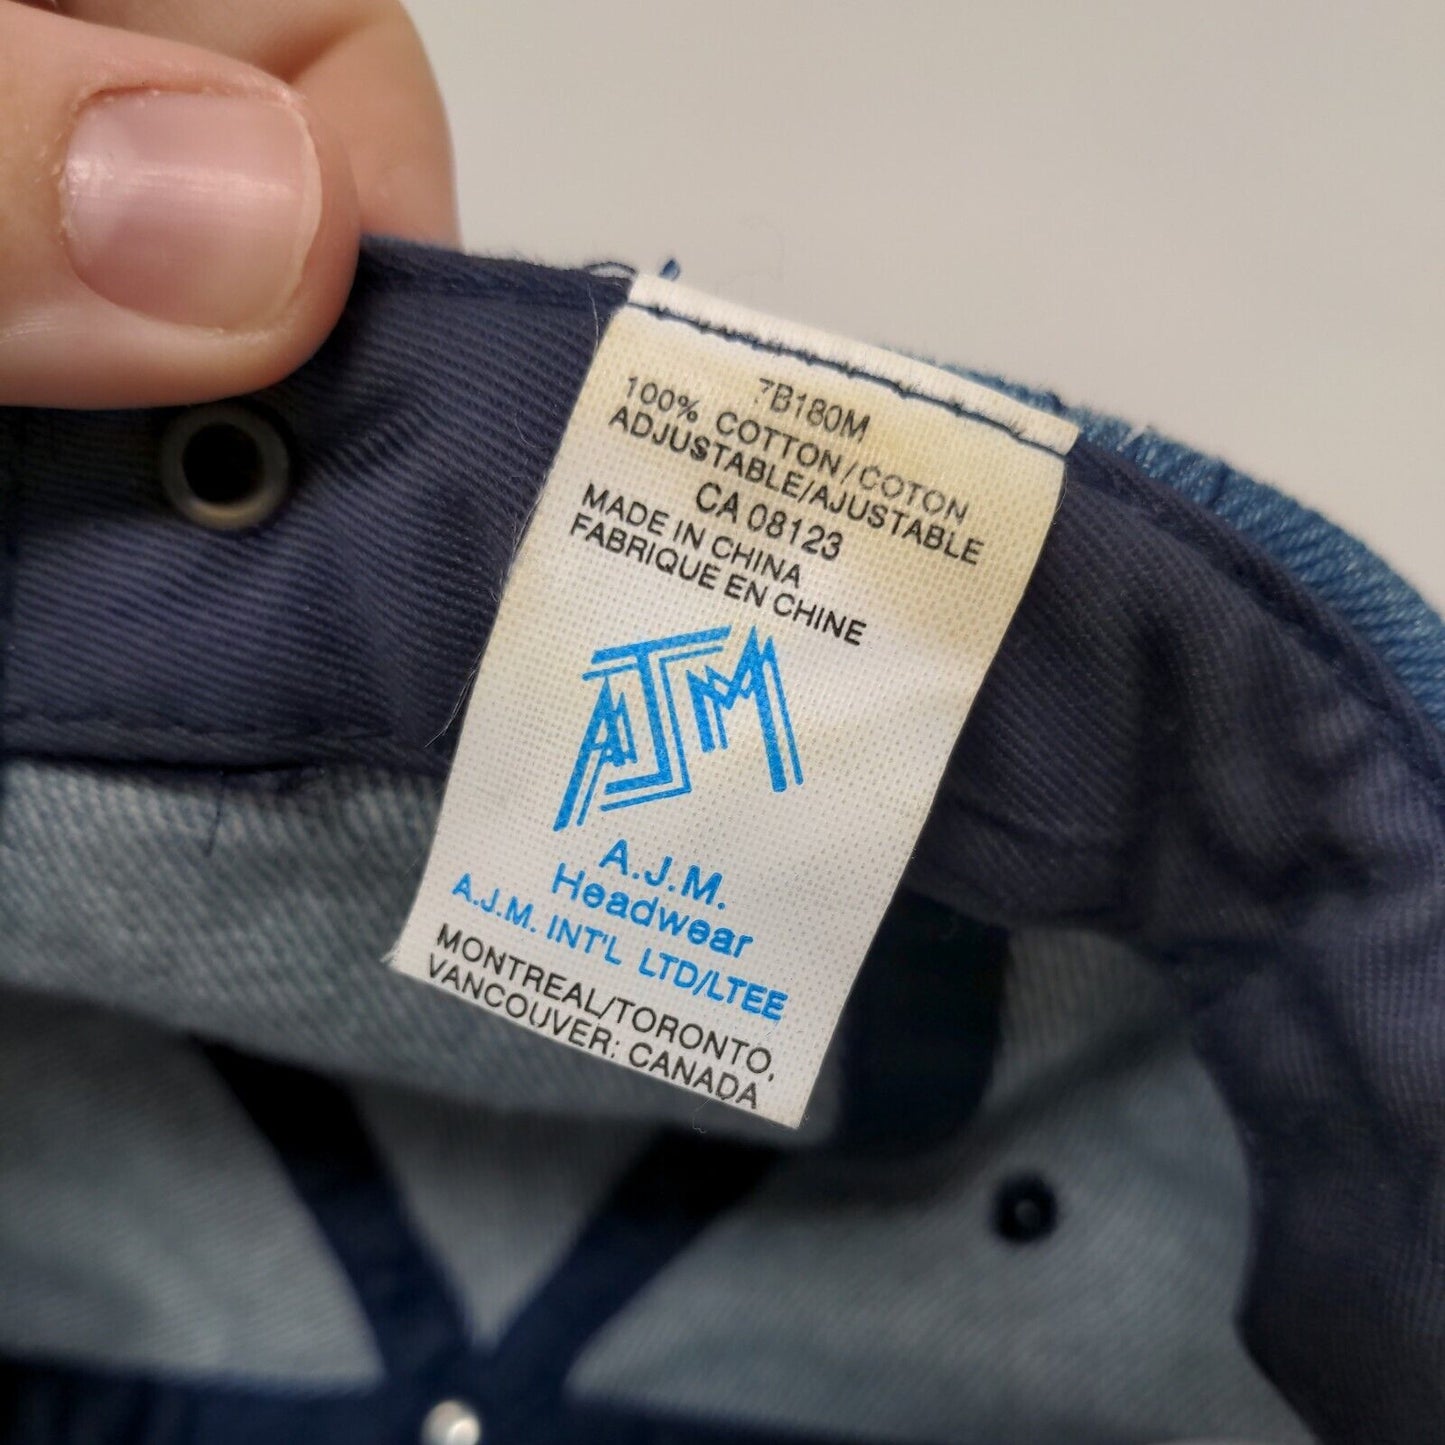 7B180M
100% COTTON/COTON
ADJUSTABLE/AJUSTABLE
CA 08123
MADE IN CHINA
FABRIQUE EN CHINE
AJM
A.J.M.
Headwear
A.J.M. INT'L LTD/LTEE
MONTREAL/TORONTO,
VANCOUVER: CANADA